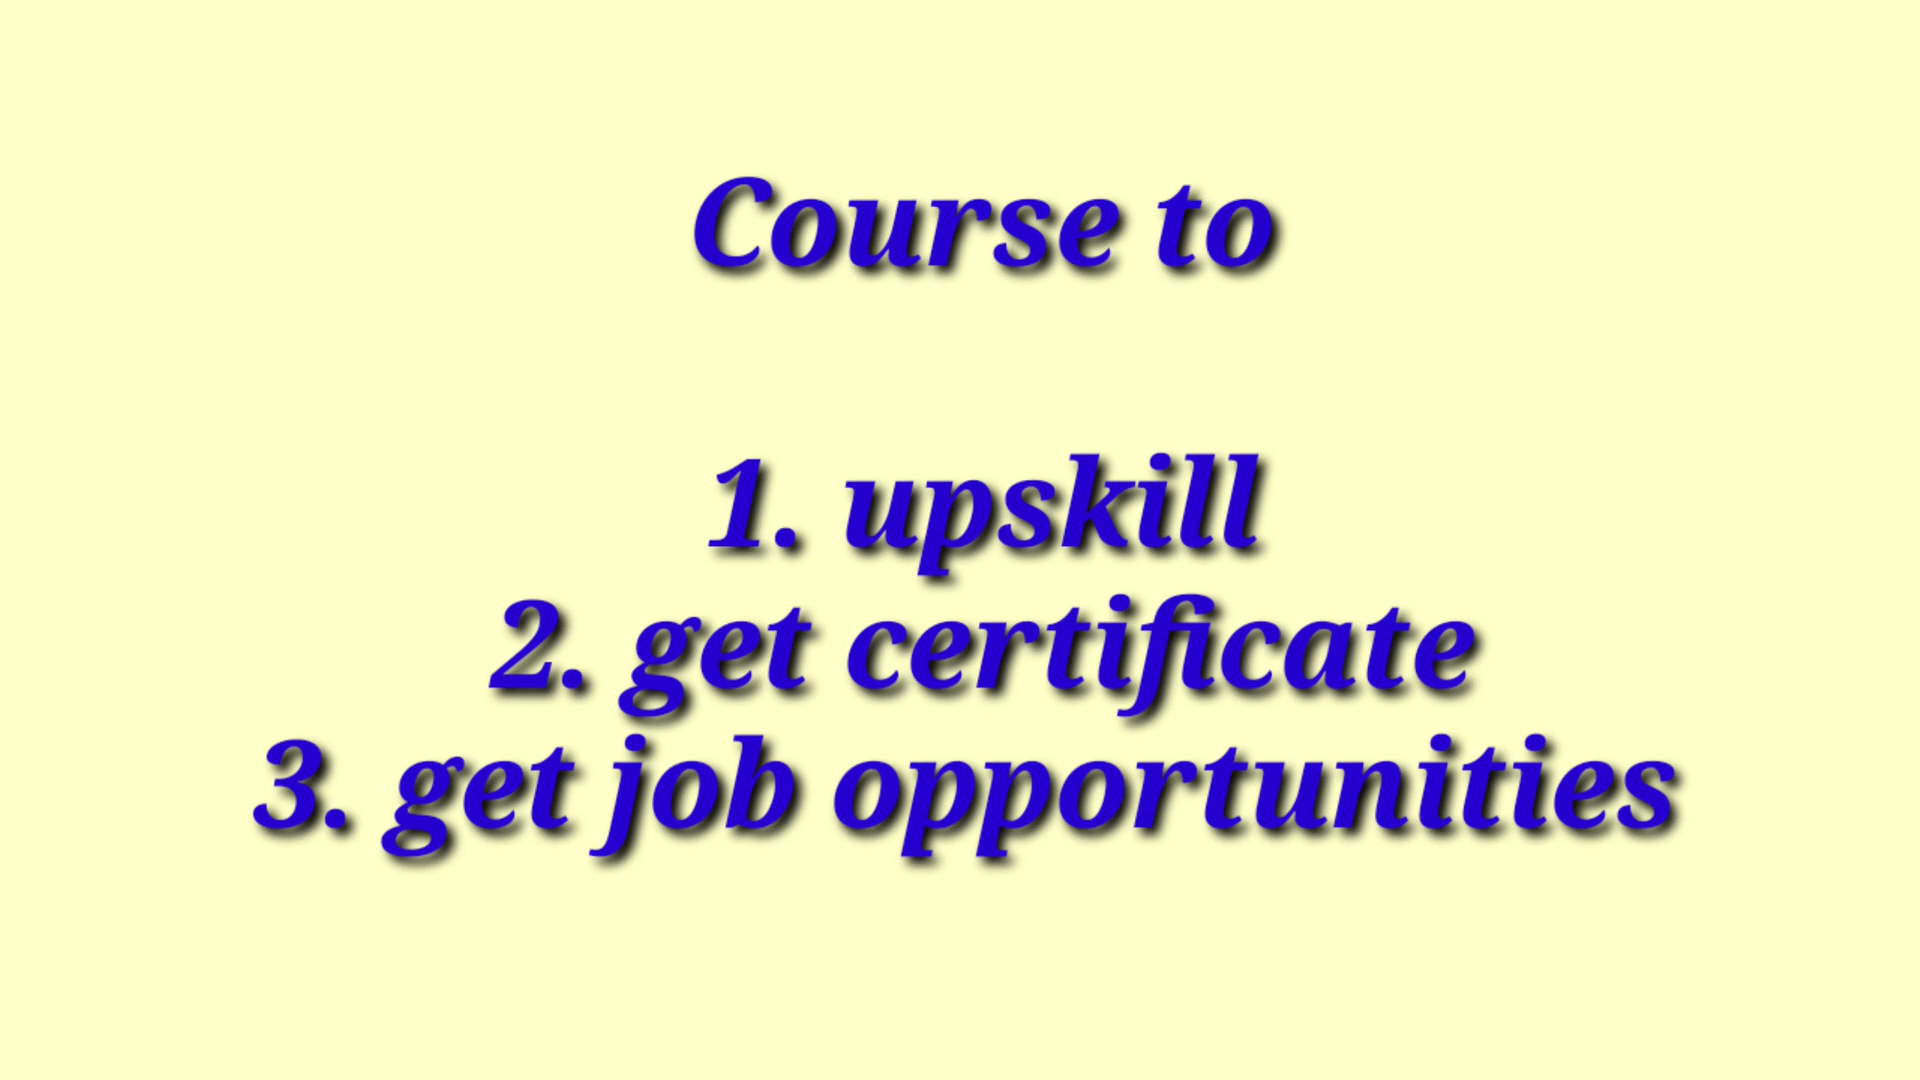 Course to
1. upskill
2. get certificate
3. get job opportunities